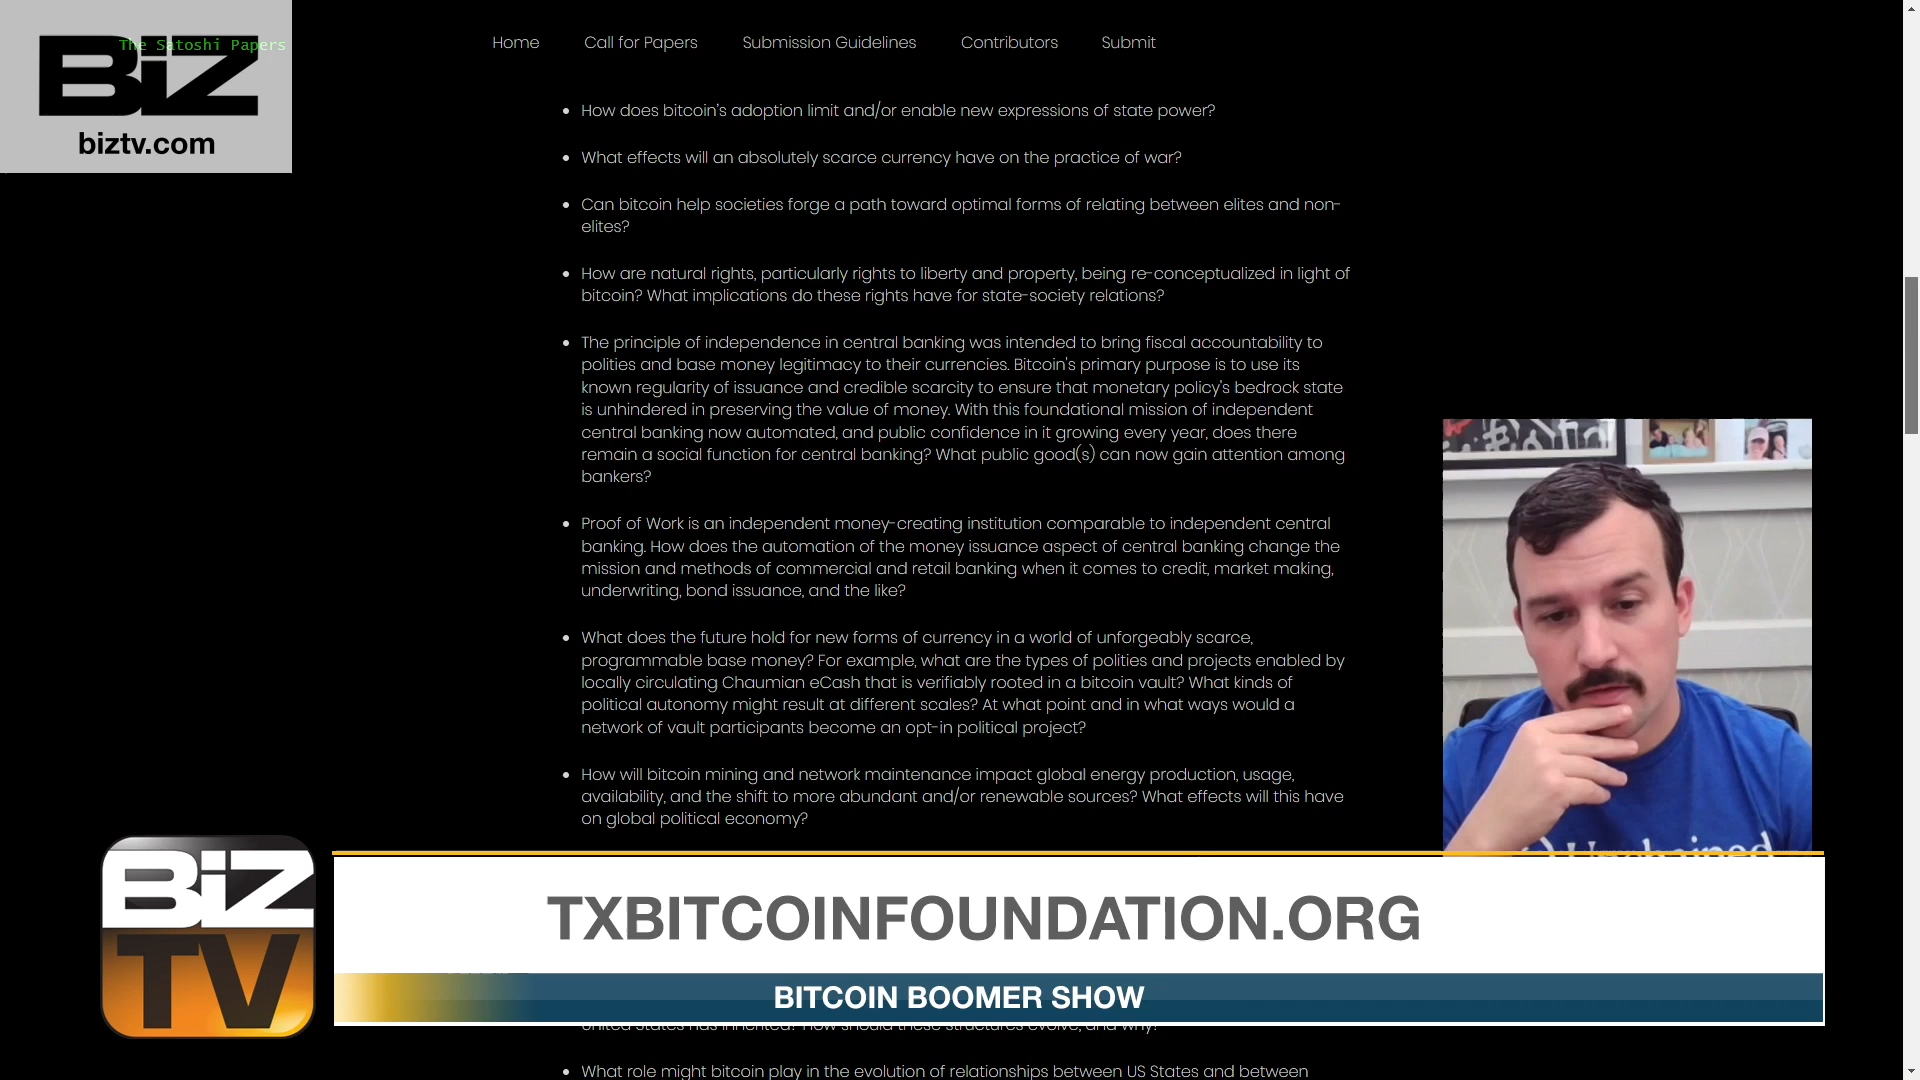 The Satoshi Papers
BiZ
biztv.com
Home
Call for Papers
Submission Guidelines
Contributors
Submit
• How does bitcoin's adoption limit and/or enable new expressions of state power?
• What effects will an absolutely scarce currency have on the practice of war?
• Can bitcoin help societies forge a path toward optimal forms of relating between elites and non-
elites?
• How are natural rights, particularly rights to liberty and property, being re-conceptualized in light of
bitcoin? What implications do these rights have for state-society relations?
• The principle of independence in central banking was intended to bring fiscal accountability to
polities and base money legitimacy to their currencies. Bitcoin's primary purpose is to use its
known regularity of issuance and credible scarcity to ensure that monetary policy's bedrock state
is unhindered in preserving the value of money. With this foundational mission of independent
central banking now automated, and public confidence in it growing every year, does there
remain a social function for central banking? What public good(s) can now gain attention among
bankers?
• Proof of Work is an independent money-creating institution comparable to independent central
banking. How does the automation of the money issuance aspect of central banking change the
mission and methods of commercial and retail banking when it comes to credit, market making,
underwriting, bond issuance, and the like?
• What does the future hold for new forms of currency in a world of unforgeably scarce,
programmable base money? For example, what are the types of polities and projects enabled by
locally circulating Chaumian eCash that is verifiably rooted in a bitcoin vault? What kinds of
political autonomy might result at different scales? At what point and in what ways would a
network of vault participants become an opt-in political project?
• How will bitcoin mining and network maintenance impact global energy production, usage,
availability, and the shift to more abundant and/or renewable sources? What effects will this have
on global political economy?
Unchained
BiZ
TV
TXBITCOINFOUNDATION.ORG
BITCOIN BOOMER SHOW
United States has inherited? How should these structures evolve, and why?
• What role might bitcoin play in the evolution of relationships between US States and between